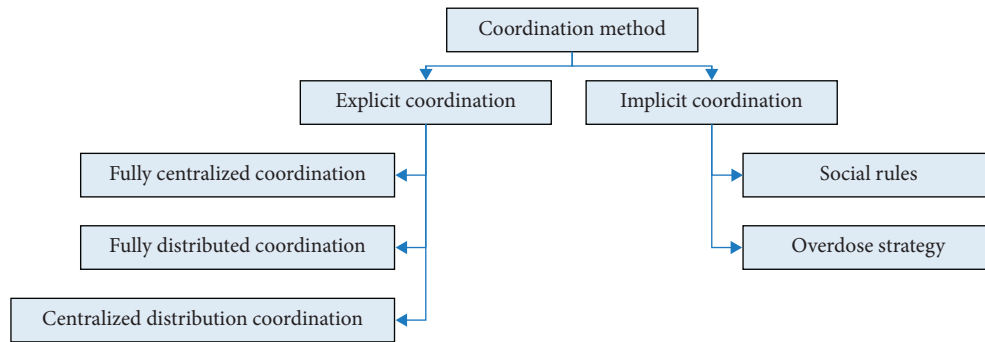 Coordination method
Explicit coordination
Implicit coordination
Fully centralized coordination
Social rules
Fully distributed coordination
Overdose strategy
Centralized distribution coordination